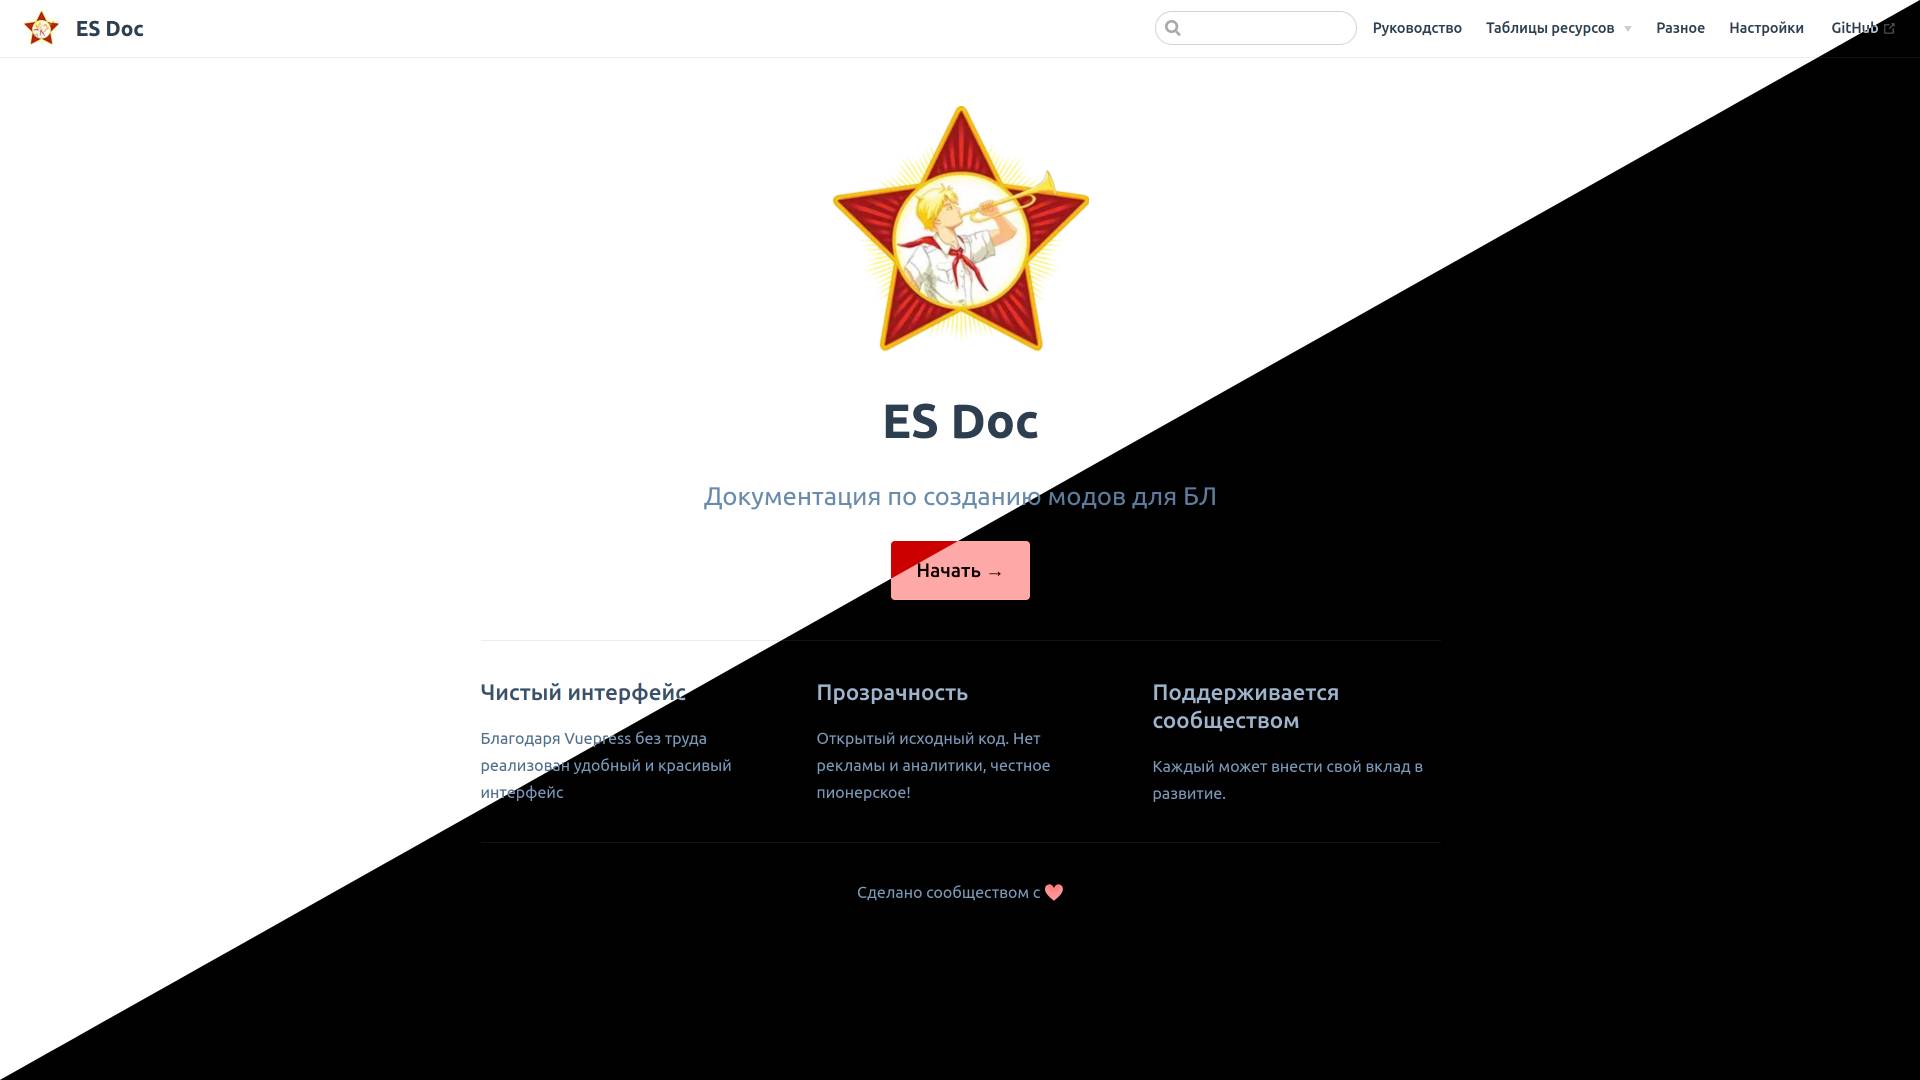 ES Doc
Руководство
Таблицы ресурсов
Разное
Настройки
GitHub
ES Doc
Документация по созданию модов для БЛ
Начать →
Чистый интерфейс
Благодаря Vuepress без труда
реализован удобный и красивый
интерфейс
Прозрачность
Открытый исходный код. Нет
рекламы и аналитики, честное
пионерское!
Поддерживается
сообществом
Каждый может внести свой вклад в
развитие.
Сделано сообществом с ❤️